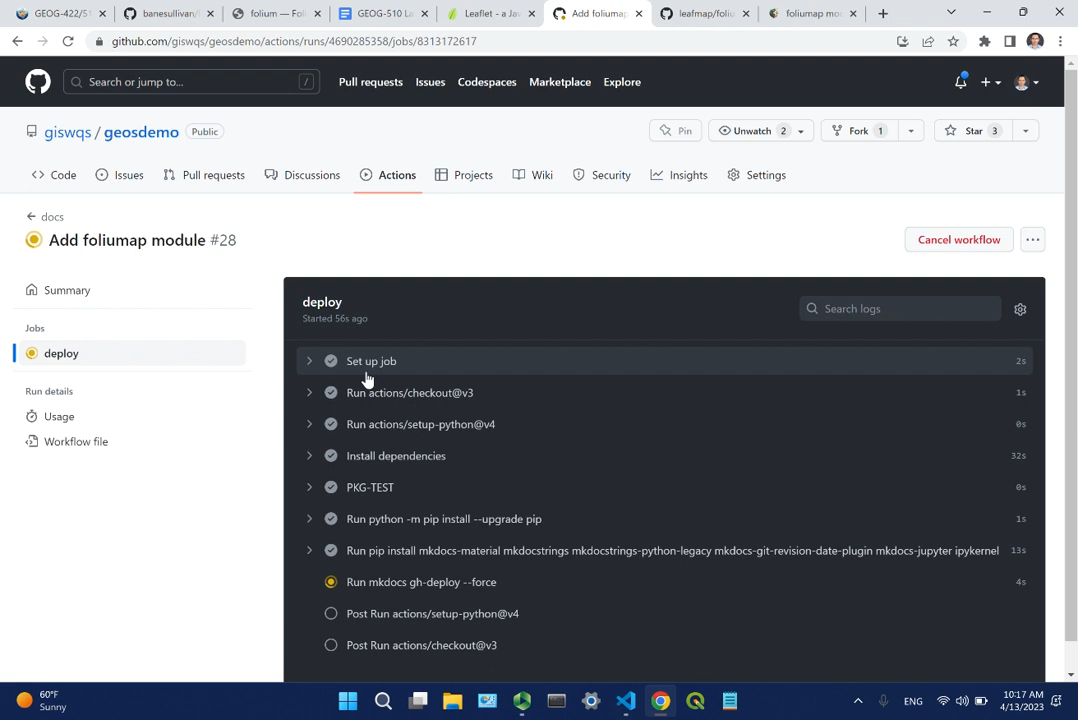 GEOG-422/51
banesullivan/
folium — Foli
GEOG-510 La
Leaflet - a Ja
Add foliumap
leafmap/foliu
foliumap mo
github.com/giswqs/geosdemo/actions/runs/4690285358/jobs/8313172617
Search or jump to...
/
Pull requests
Issues
Codespaces
Marketplace
Explore
giswqs / geosdemo
Public
Pin
Unwatch 2
Fork 1
Star 3
Code
Issues
Pull requests
Discussions
Actions
Projects
Wiki
Security
Insights
Settings
docs
Add foliumap module #28
Cancel workflow
Summary
Jobs
deploy
Run details
Usage
Workflow file
deploy
Started 56s ago
Search logs
Set up job 2s
Run actions/checkout@v3 1s
Run actions/setup-python@v4 0s
Install dependencies 32s
PKG-TEST 0s
Run python -m pip install --upgrade pip 1s
Run pip install mkdocs-material mkdocstrings mkdocstrings-python-legacy mkdocs-git-revision-date-plugin mkdocs-jupyter ipykernel 13s
Run mkdocs gh-deploy --force 4s
Post Run actions/setup-python@v4
Post Run actions/checkout@v3
60°F
Sunny
ENG
10:17 AM
4/13/2023